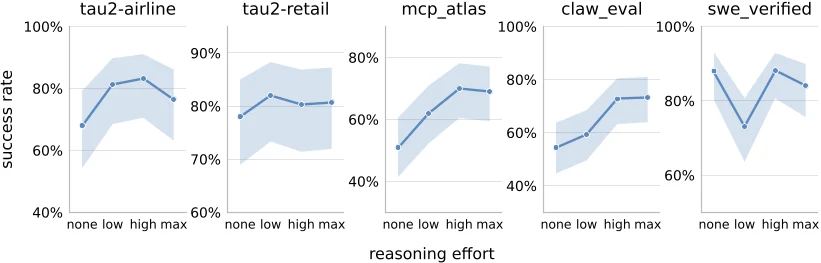 tau2-airline
tau2-retail
mcp_atlas
claw_eval
swe_verified
success rate
100%
80%
60%
40%
none low high max
90%
80%
70%
60%
none low high max
80%
60%
40%
none low high max
100%
80%
60%
40%
none low high max
100%
80%
60%
none low high max
reasoning effort